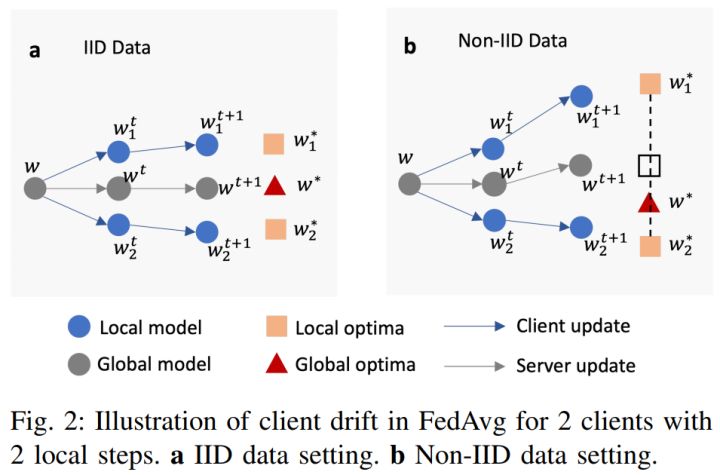 a IID Data
w
w_1^t
w_1^{t+1}
w_1^*
w^t
w^{t+1}
w^*
w_2^t
w_2^{t+1}
w_2^*
b Non-IID Data
w
w_1^t
w_1^{t+1}
w_1^*
w^t
w^{t+1}
w^*
w_2^t
w_2^{t+1}
w_2^*
Local model Local optima Client update
Global model Global optima Server update
Fig. 2: Illustration of client drift in FedAvg for 2 clients with
2 local steps. a IID data setting. b Non-IID data setting.